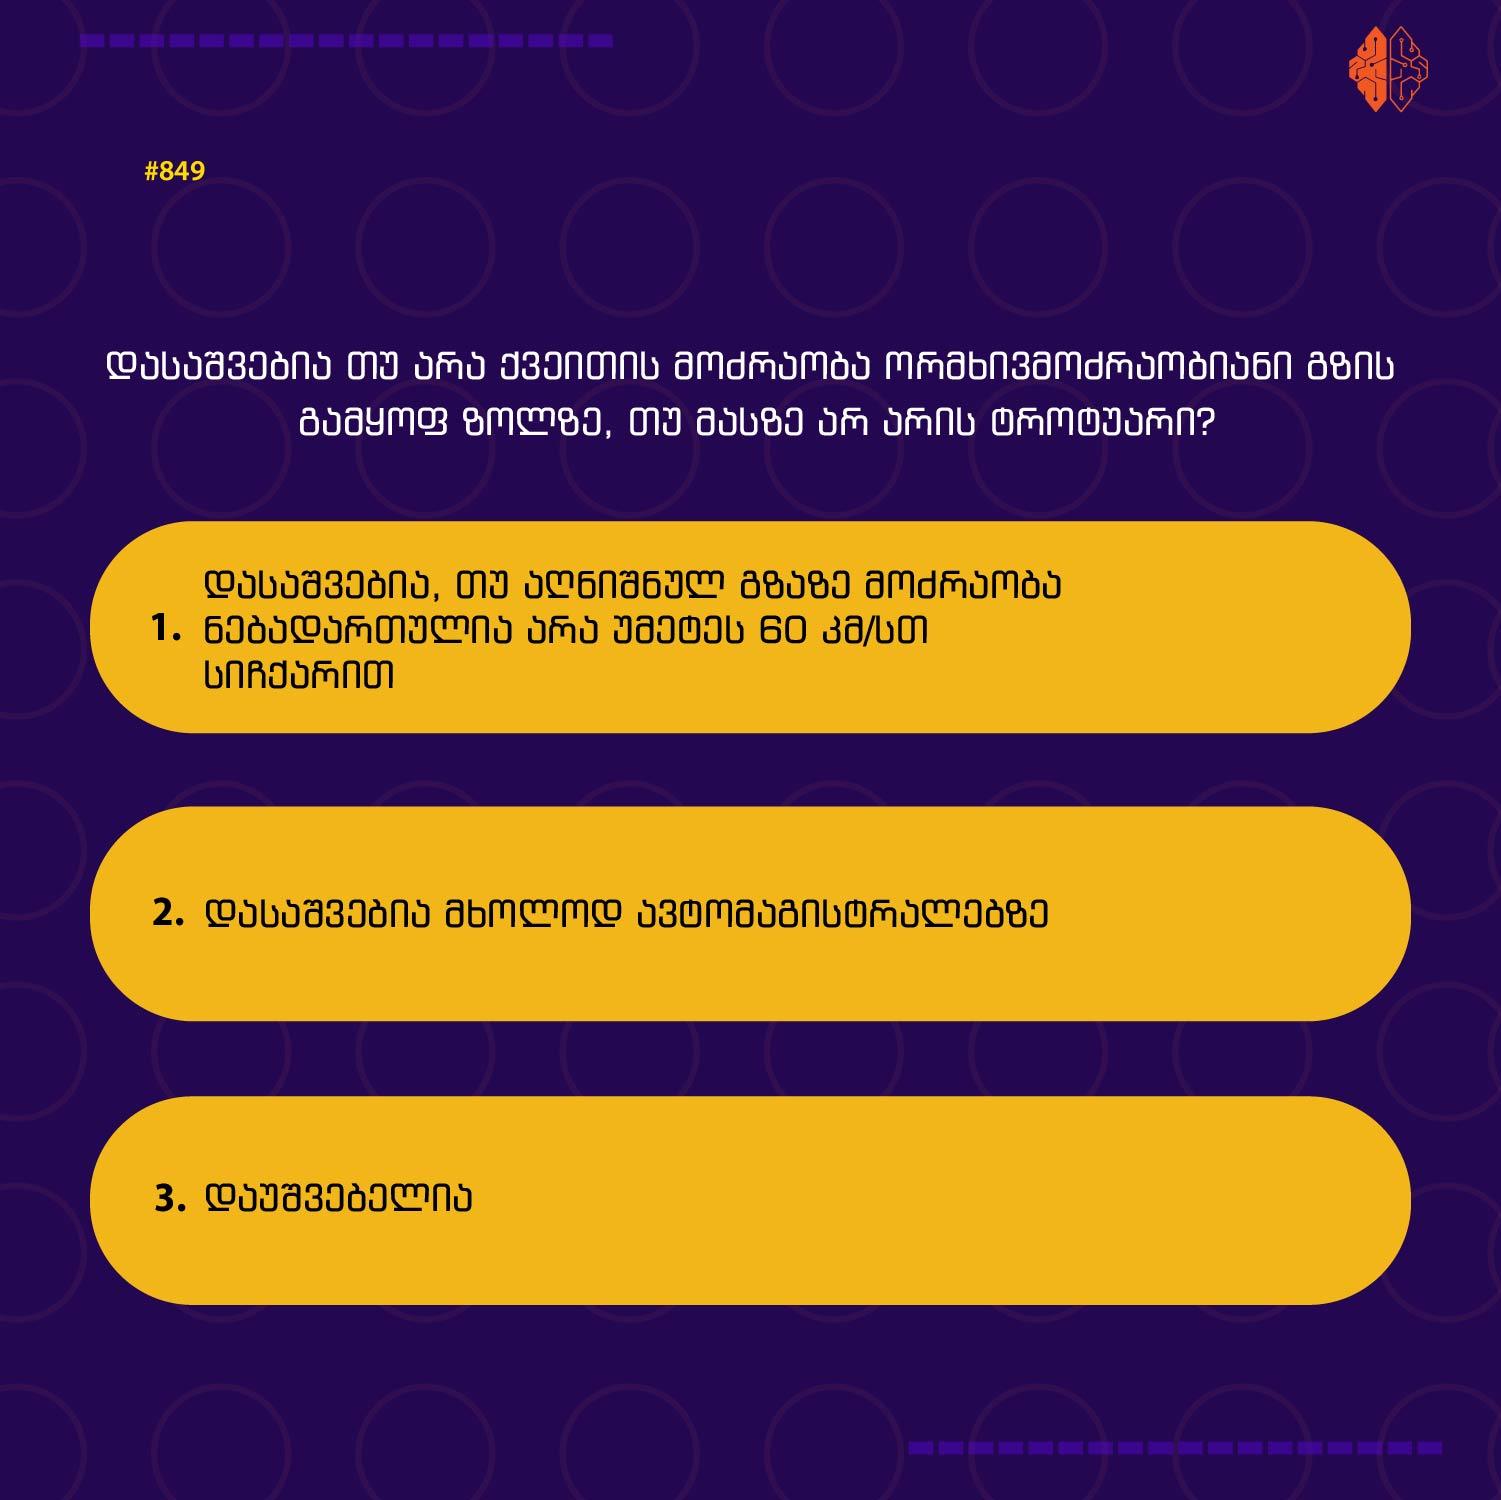 #849
დასაშვებია თუ არა ქვეითის მოძრაობა ორმხივმოძრაობიანი გზის
გამყოფ ზოლზე, თუ მასზე არ არის ტროტუარი?
დასაშვებია, თუ აღნიშნულ გზაზე მოძრაობა
1. ნებადართულია არა უმეტეს 60 კმ/სთ
სიჩქარით
2. დასაშვებია მხოლოდ ავტომაგისტრალებზე
3. დაუშვებელია